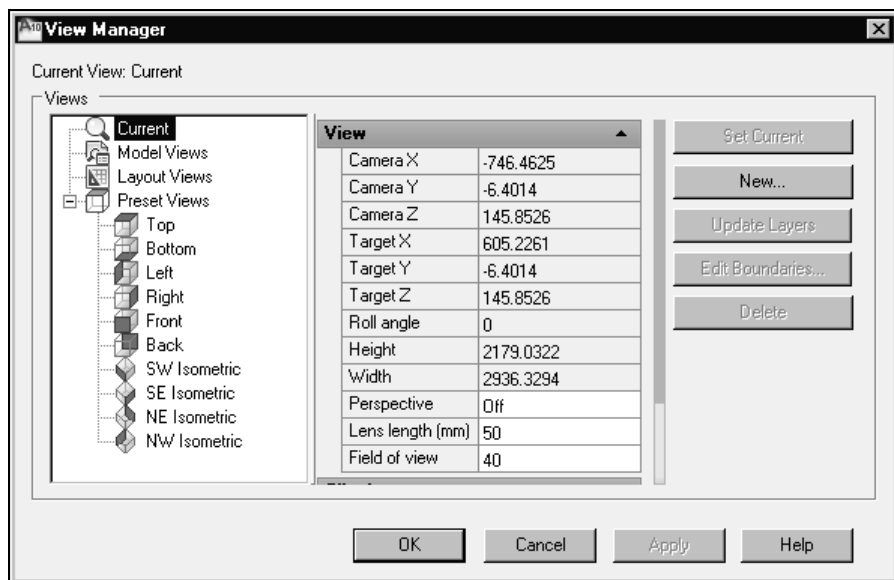 View Manager
Current View: Current
Views
Current
Model Views
Layout Views
Preset Views
Top
Bottom
Left
Right
Front
Back
SW Isometric
SE Isometric
NE Isometric
NW Isometric
View
Camera X -746.4625
Camera Y -6.4014
Camera Z 145.8526
Target X 605.2261
Target Y -6.4014
Target Z 145.8526
Roll angle 0
Height 2179.0322
Width 2936.3294
Perspective Off
Lens length (mm) 50
Field of view 40
Set Current
New...
Update Layers
Edit Boundaries...
Delete
OK Cancel Apply Help